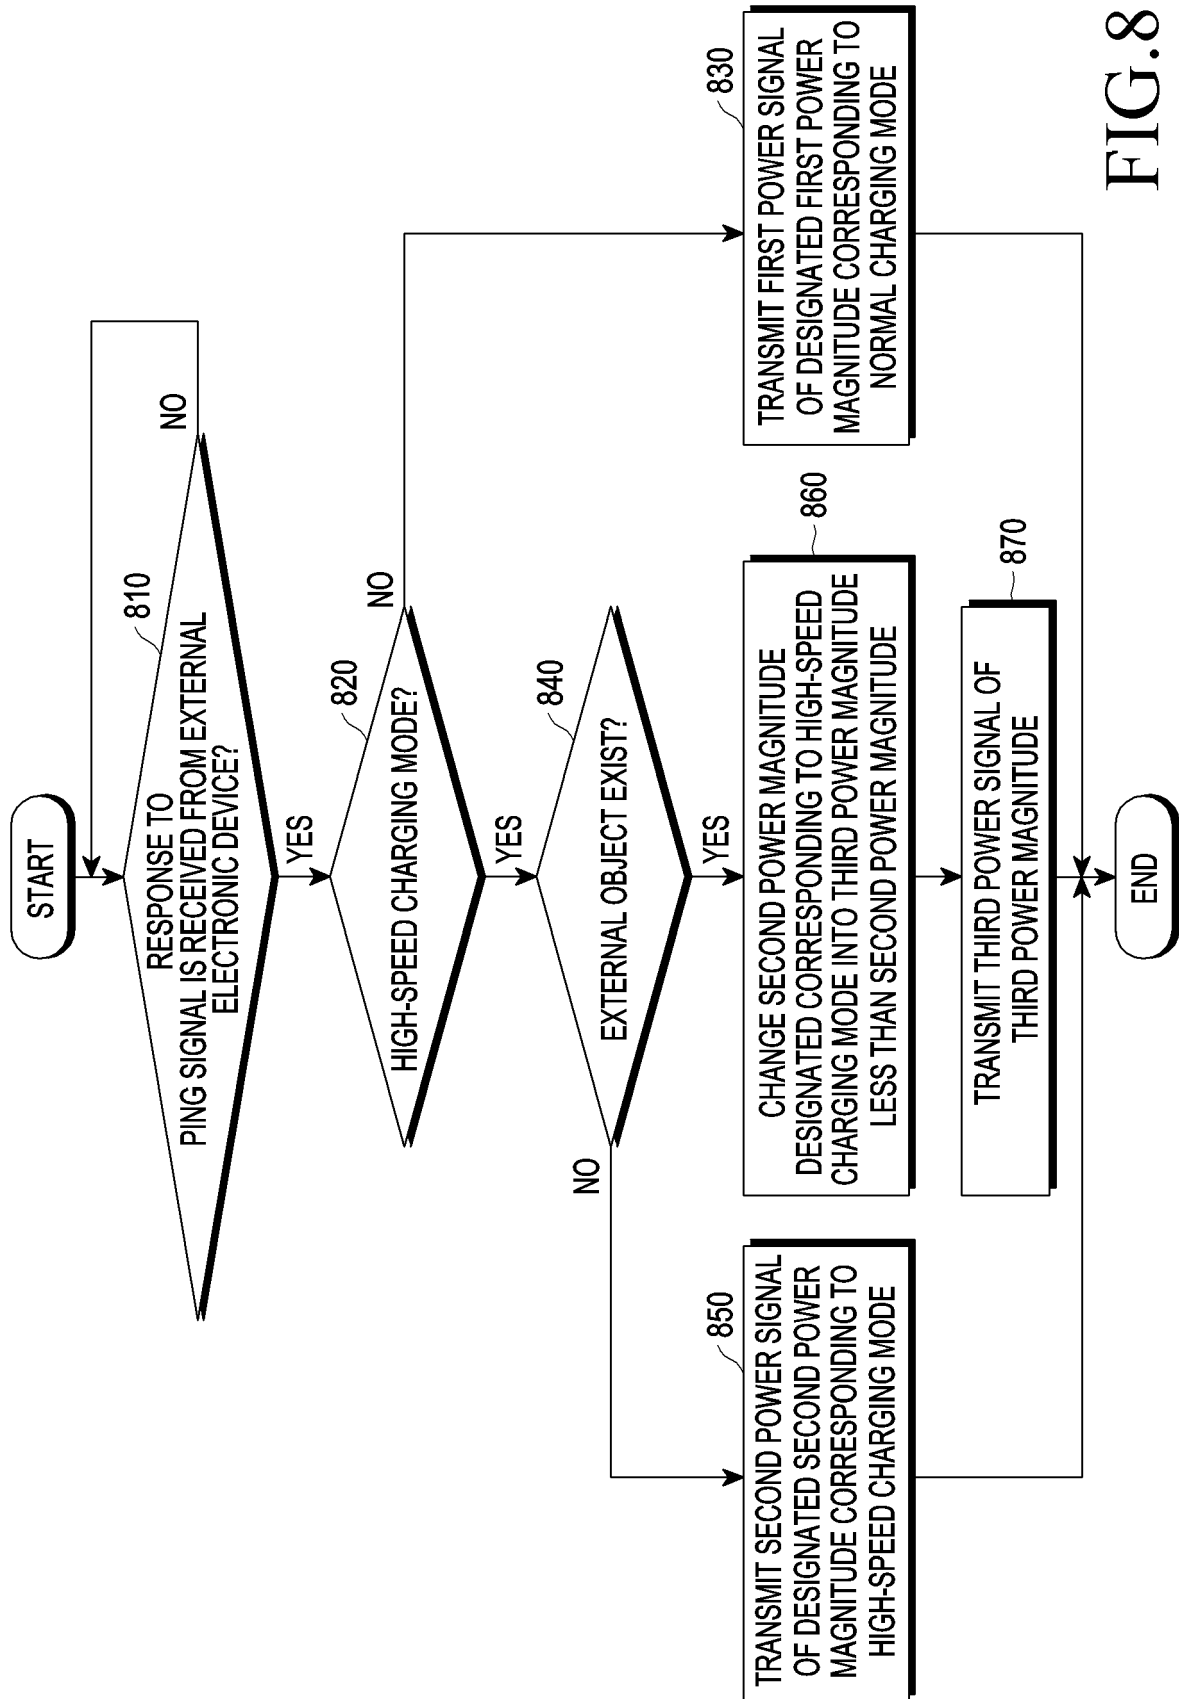 START
810
RESPONSE TO
PING SIGNAL IS RECEIVED FROM EXTERNAL
ELECTRONIC DEVICE?
NO
YES
820
HIGH-SPEED CHARGING MODE?
NO
YES
840
EXTERNAL OBJECT EXIST?
NO
YES
850
TRANSMIT SECOND POWER SIGNAL
OF DESIGNATED SECOND POWER
MAGNITUDE CORRESPONDING TO
HIGH-SPEED CHARGING MODE
860
CHANGE SECOND POWER MAGNITUDE
DESIGNATED CORRESPONDING TO HIGH-SPEED
CHARGING MODE INTO THIRD POWER MAGNITUDE
LESS THAN SECOND POWER MAGNITUDE
830
TRANSMIT FIRST POWER SIGNAL
OF DESIGNATED FIRST POWER
MAGNITUDE CORRESPONDING TO
NORMAL CHARGING MODE
870
TRANSMIT THIRD POWER SIGNAL OF
THIRD POWER MAGNITUDE
END
FIG.8